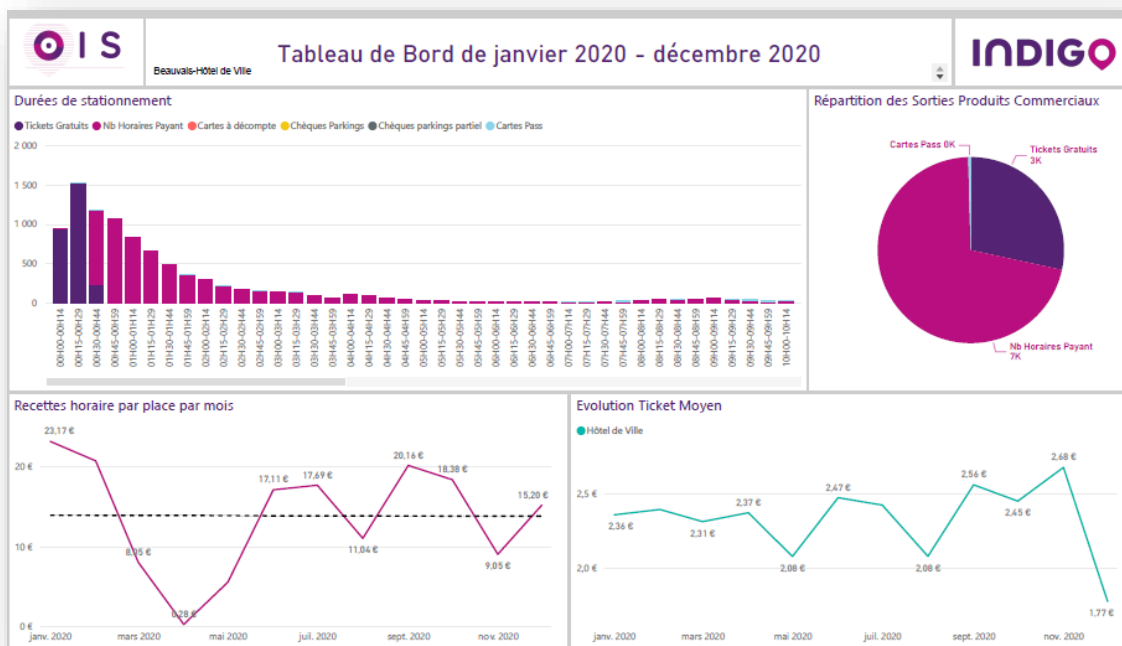 OIS
Beauvais-Hôtel de Ville
Tableau de Bord de janvier 2020 - décembre 2020
INDIGO
Durées de stationnement
Tickets Gratuits Nb Horaires Payant Cartes à décompte Chèques Parkings Chèques parkings partiel Cartes Pass
2 000
1 500
1 000
500
0
00H00-00H14
00H15-00H29
00H30-00H44
00H45-00H59
01H00-01H14
01H15-01H29
01H30-01H44
01H45-01H59
02H00-02H14
02H15-02H29
02H30-02H44
02H45-02H59
03H00-03H14
03H15-03H29
03H30-03H44
03H45-03H59
04H00-04H14
04H15-04H29
04H30-04H44
04H45-04H59
05H00-05H14
05H15-05H29
05H30-05H44
05H45-05H59
06H00-06H14
06H15-06H29
06H30-06H44
06H45-06H59
07H00-07H14
07H15-07H29
07H30-07H44
07H45-07H59
08H00-08H14
08H15-08H29
08H30-08H44
08H45-08H59
09H00-09H14
09H15-09H29
09H30-09H44
09H45-09H59
10H00-10H14
Répartition des Sorties Produits Commerciaux
Cartes Pass 0K
Tickets Gratuits
3K
Nb Horaires Payant
7K
Recettes horaire par place par mois
23,17 €
20 €
10 €
0 €
8,05 €
0,28 €
17,11 €
17,69 €
11,04 €
20,16 €
18,38 €
9,05 €
15,20 €
janv. 2020
mars 2020
mai 2020
juil. 2020
sept. 2020
nov. 2020
Evolution Ticket Moyen
Hôtel de Ville
2,5 €
2,0 €
2,36 €
2,31 €
2,37 €
2,08 €
2,47 €
2,08 €
2,56 €
2,45 €
2,68 €
1,77 €
janv. 2020
mars 2020
mai 2020
juil. 2020
sept. 2020
nov. 2020